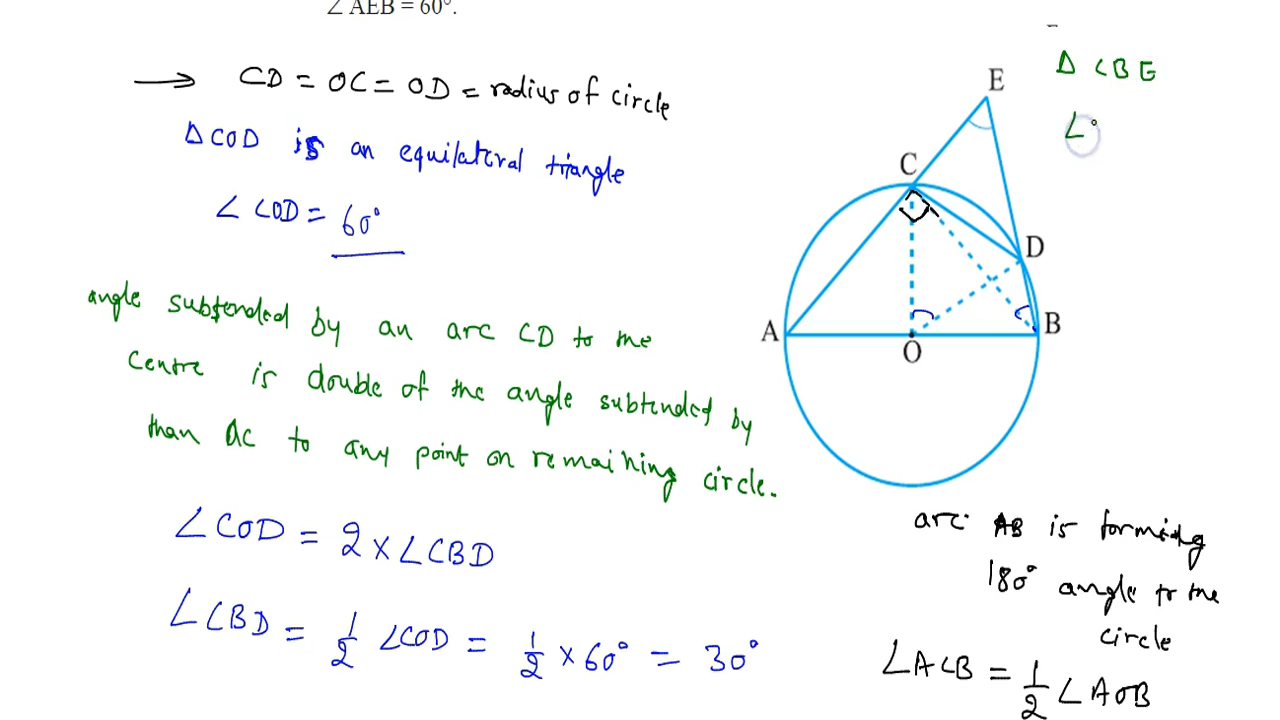 ∠ AEB = 60°.
→ CD = OC = OD = radius of circle
Δ COD is an equilateral triangle
∠ COD = 60°
angle subtended by an arc CD to the
centre is double of the angle subtended by
than ac to any point on remaining circle.
∠COD = 2 × ∠CBD
∠CBD = 1/2 ∠COD = 1/2 × 60° = 30°
Δ CBE
∠
E
C
D
A
B
O
arc AB is forming
180° angle to the
circle
∠ACB = 1/2 ∠AOB